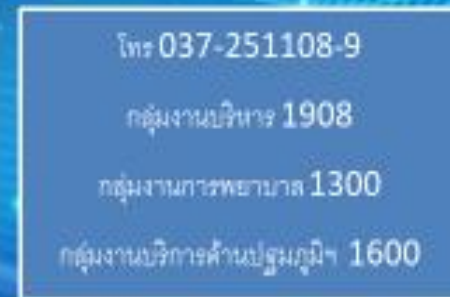 โทร 037-251108-9
กลุ่มงานบริหาร 1908
กลุ่มงานการพยาบาล 1300
กลุ่มงานบริการด้านปฐมภูมิฯ 1600